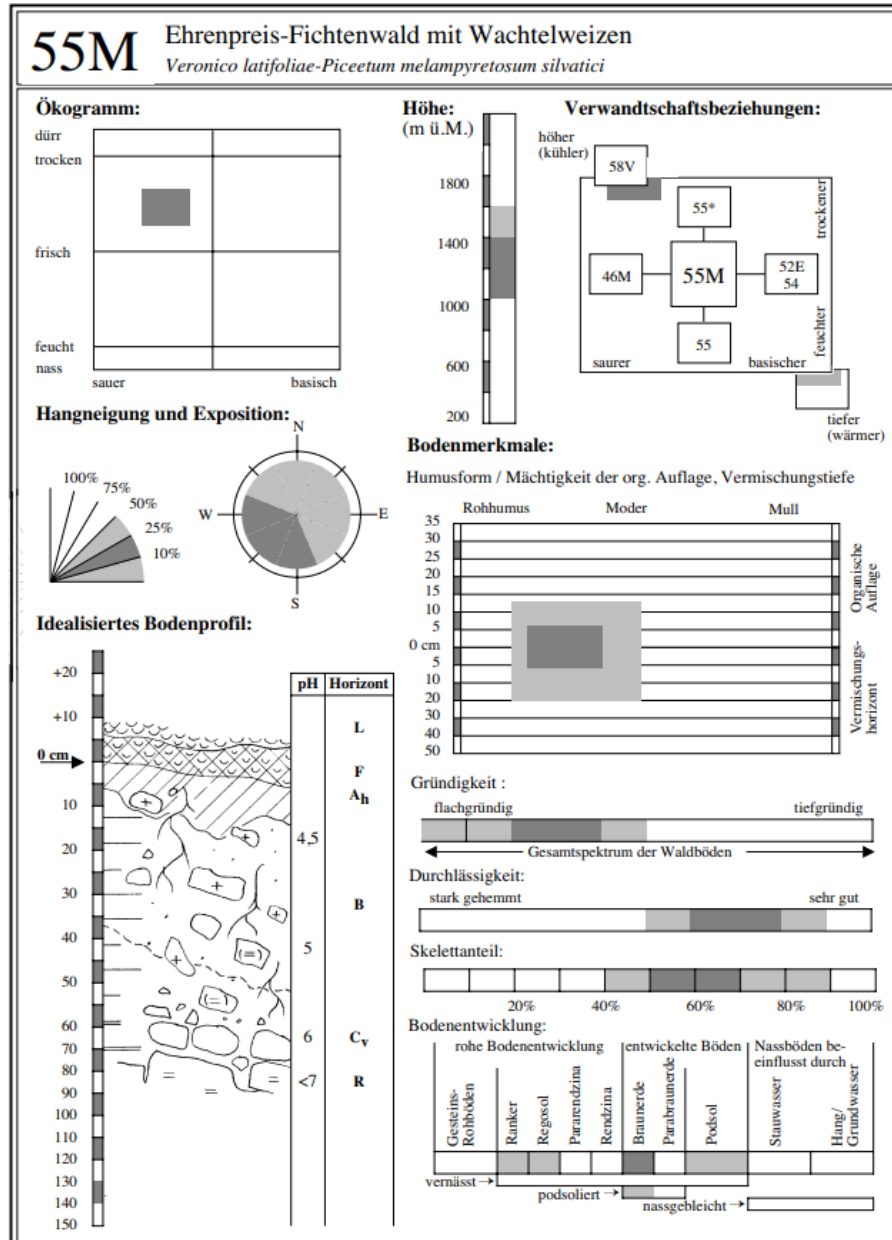 55M
Ehrenpreis-Fichtenwald mit Wachtelweizen
Veronico latifoliae-Piceetum melampyretosum silvatici
Ökogramm:
dürr
trocken
frisch
feucht
nass
sauer
basisch
Höhe:
(m ü.M.)
1800
1400
1000
600
200
Verwandtschaftsbeziehungen:
höher
(kühler)
58V
55*
trockener
46M
55M
52E
54
55
feuchter
saurer
basischer
tiefer
(wärmer)
Hangneigung und Exposition:
100%
75%
50%
25%
10%
N
W
E
S
Bodenmerkmale:
Humusform / Mächtigkeit der org. Auflage, Vermischungstiefe
Rohhumus
Moder
Mull
35
30
25
20
15
10
5
0 cm
5
10
20
30
40
50
Organische
Auflage
Vermischungs-
horizont
Idealisiertes Bodenprofil:
pH
Horizont
+20
+10
0 cm
10
20
30
40
50
60
70
80
90
100
110
120
130
140
150
4,5
5
6
<7
L
F
Ah
B
Cv
R
Gründigkeit :
flachgründig
tiefgründig
Gesamtspektrum der Waldböden
Durchlässigkeit:
stark gehemmt
sehr gut
Skelettanteil:
20%
40%
60%
80%
100%
Bodenentwicklung:
rohe Bodenentwicklung
entwickelte Böden
Nassböden be-
einflusst durch
Gesteins-
Rohböden
Ranker
Regosol
Pararendzina
Rendzina
Braunerde
Parabraunerde
Podsol
Stauwasser
Hang/
Grundwasser
vernässt
podsoliert
nassgebleicht